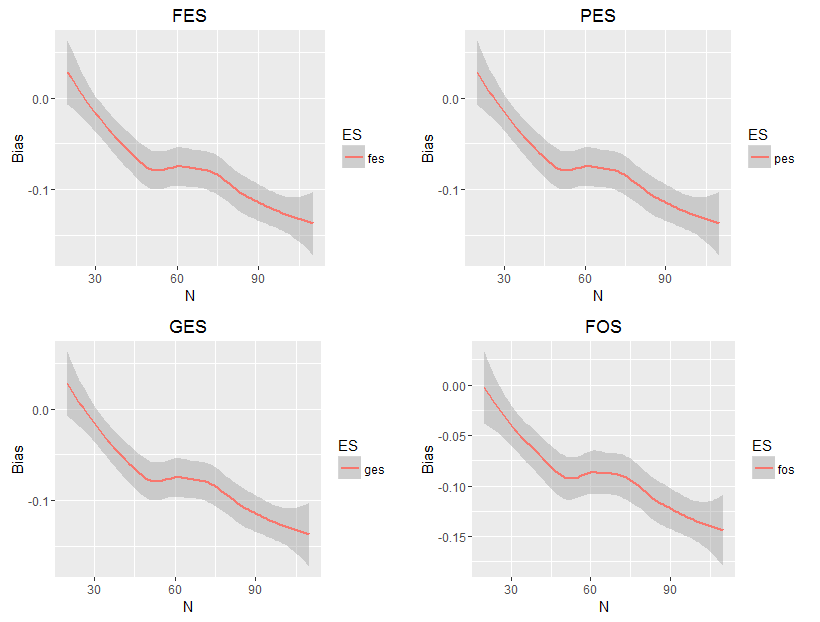 FES
0.0
-0.1
Bias
30 60 90
N
ES
fes
PES
0.0
-0.1
Bias
30 60 90
N
ES
pes
GES
0.0
-0.1
Bias
30 60 90
N
ES
ges
FOS
0.00
-0.05
-0.10
-0.15
Bias
30 60 90
N
ES
fos